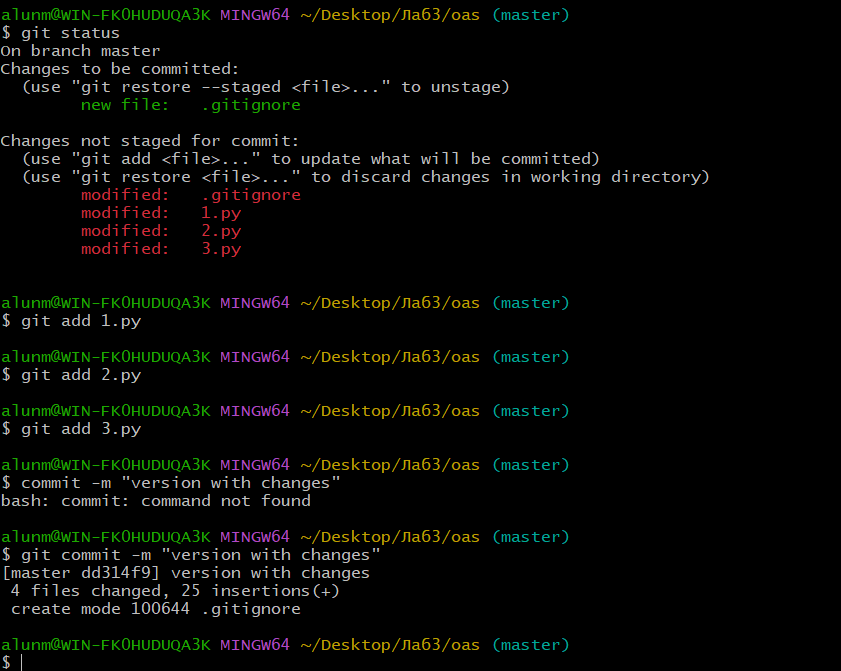 alunm@WIN-FK0HUDUQA3K MINGW64 ~/Desktop/Лаб3/oas (master)
$ git status
On branch master
Changes to be committed:
  (use "git restore --staged <file>..." to unstage)
        new file:   .gitignore

Changes not staged for commit:
  (use "git add <file>..." to update what will be committed)
  (use "git restore <file>..." to discard changes in working directory)
        modified:   .gitignore
        modified:   1.py
        modified:   2.py
        modified:   3.py

alunm@WIN-FK0HUDUQA3K MINGW64 ~/Desktop/Лаб3/oas (master)
$ git add 1.py

alunm@WIN-FK0HUDUQA3K MINGW64 ~/Desktop/Лаб3/oas (master)
$ git add 2.py

alunm@WIN-FK0HUDUQA3K MINGW64 ~/Desktop/Лаб3/oas (master)
$ git add 3.py

alunm@WIN-FK0HUDUQA3K MINGW64 ~/Desktop/Лаб3/oas (master)
$ commit -m "version with changes"
bash: commit: command not found

alunm@WIN-FK0HUDUQA3K MINGW64 ~/Desktop/Лаб3/oas (master)
$ git commit -m "version with changes"
[master dd314f9] version with changes
 4 files changed, 25 insertions(+)
 create mode 100644 .gitignore

alunm@WIN-FK0HUDUQA3K MINGW64 ~/Desktop/Лаб3/oas (master)
$